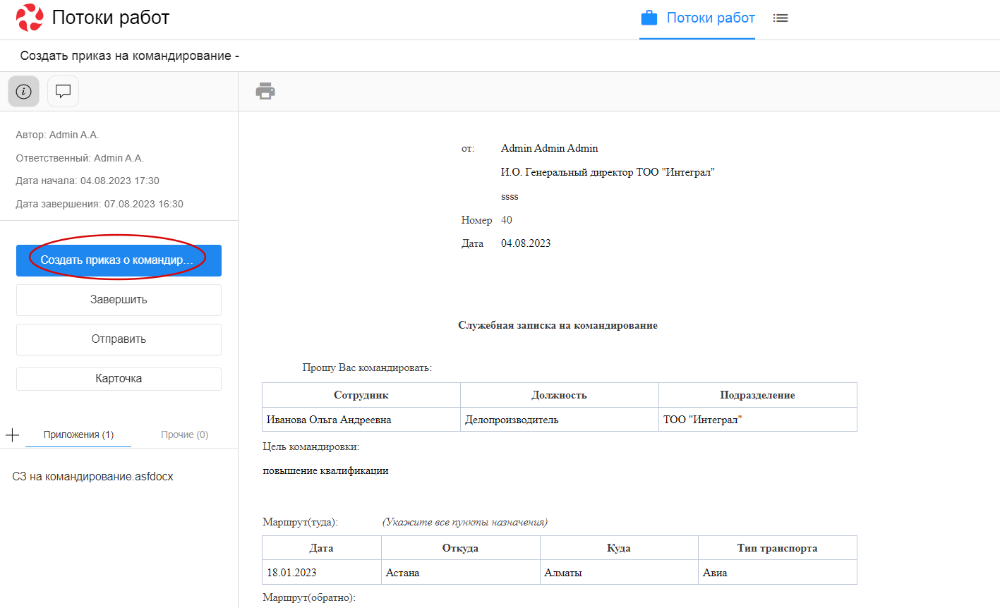 Потоки работ
Потоки работ
Создать приказ на командирование -
Автор: Admin A.A.
Ответственный: Admin A.A.
Дата начала: 04.08.2023 17:30
Дата завершения: 07.08.2023 16:30
Создать приказ о командир...
Завершить
Отправить
Карточка
Приложения (1) Прочие (0)
СЗ на командирование.asfdocx
от: Admin Admin Admin
И.О. Генеральный директор ТОО "Интеграл"
ssss
Номер 40
Дата 04.08.2023
Служебная записка на командирование
Прошу Вас командировать:
Сотрудник Должность Подразделение
Иванова Ольга Андреевна Делопроизводитель ТОО "Интеграл"
Цель командировки:
повышение квалификации
Маршрут(туда): (Укажите все пункты назначения)
Дата Откуда Куда Тип транспорта
18.01.2023 Астана Алматы Авиа
Маршрут(обратно):